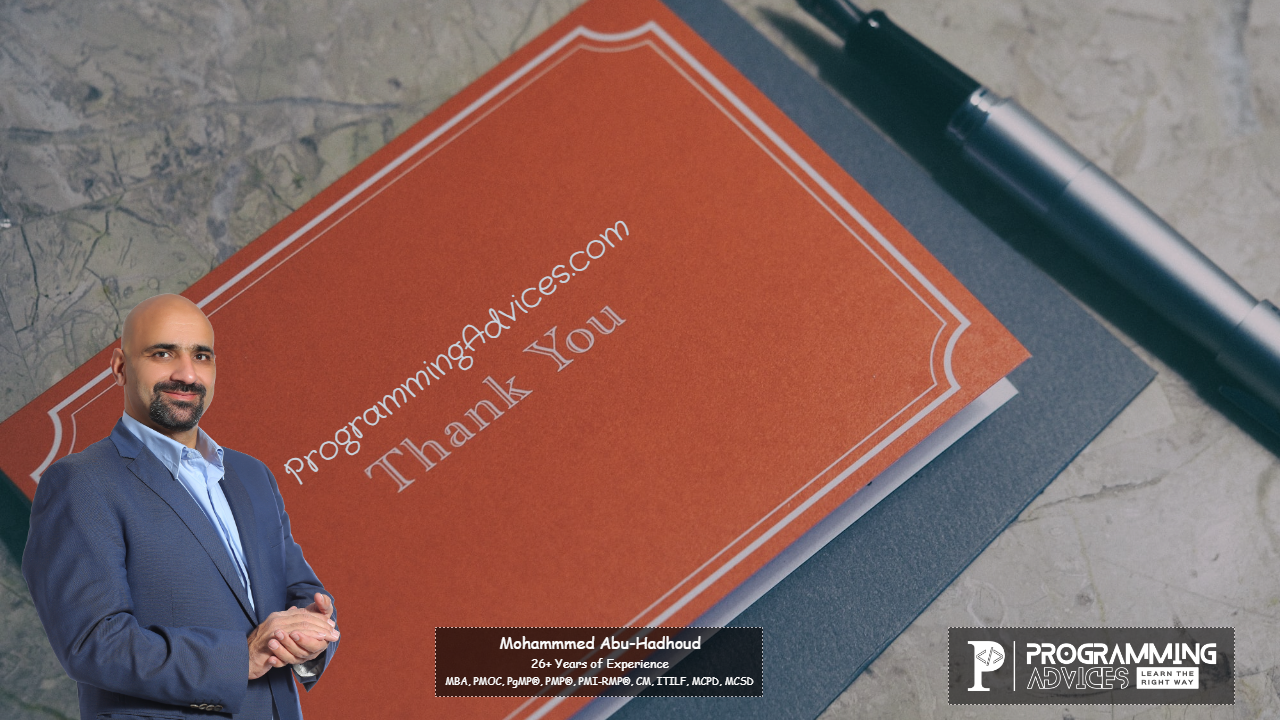 programmingAdvices.com
Thank You
Mohammmed Abu-Hadhoud
26+ Years of Experience
MBA, PMOC, PgMP®, PMP®, PMI-RMP®, CM, ITILF, MCPD, MCSD
P </>
PROGRAMMING
ADVICES
LEARN THE
RIGHT WAY